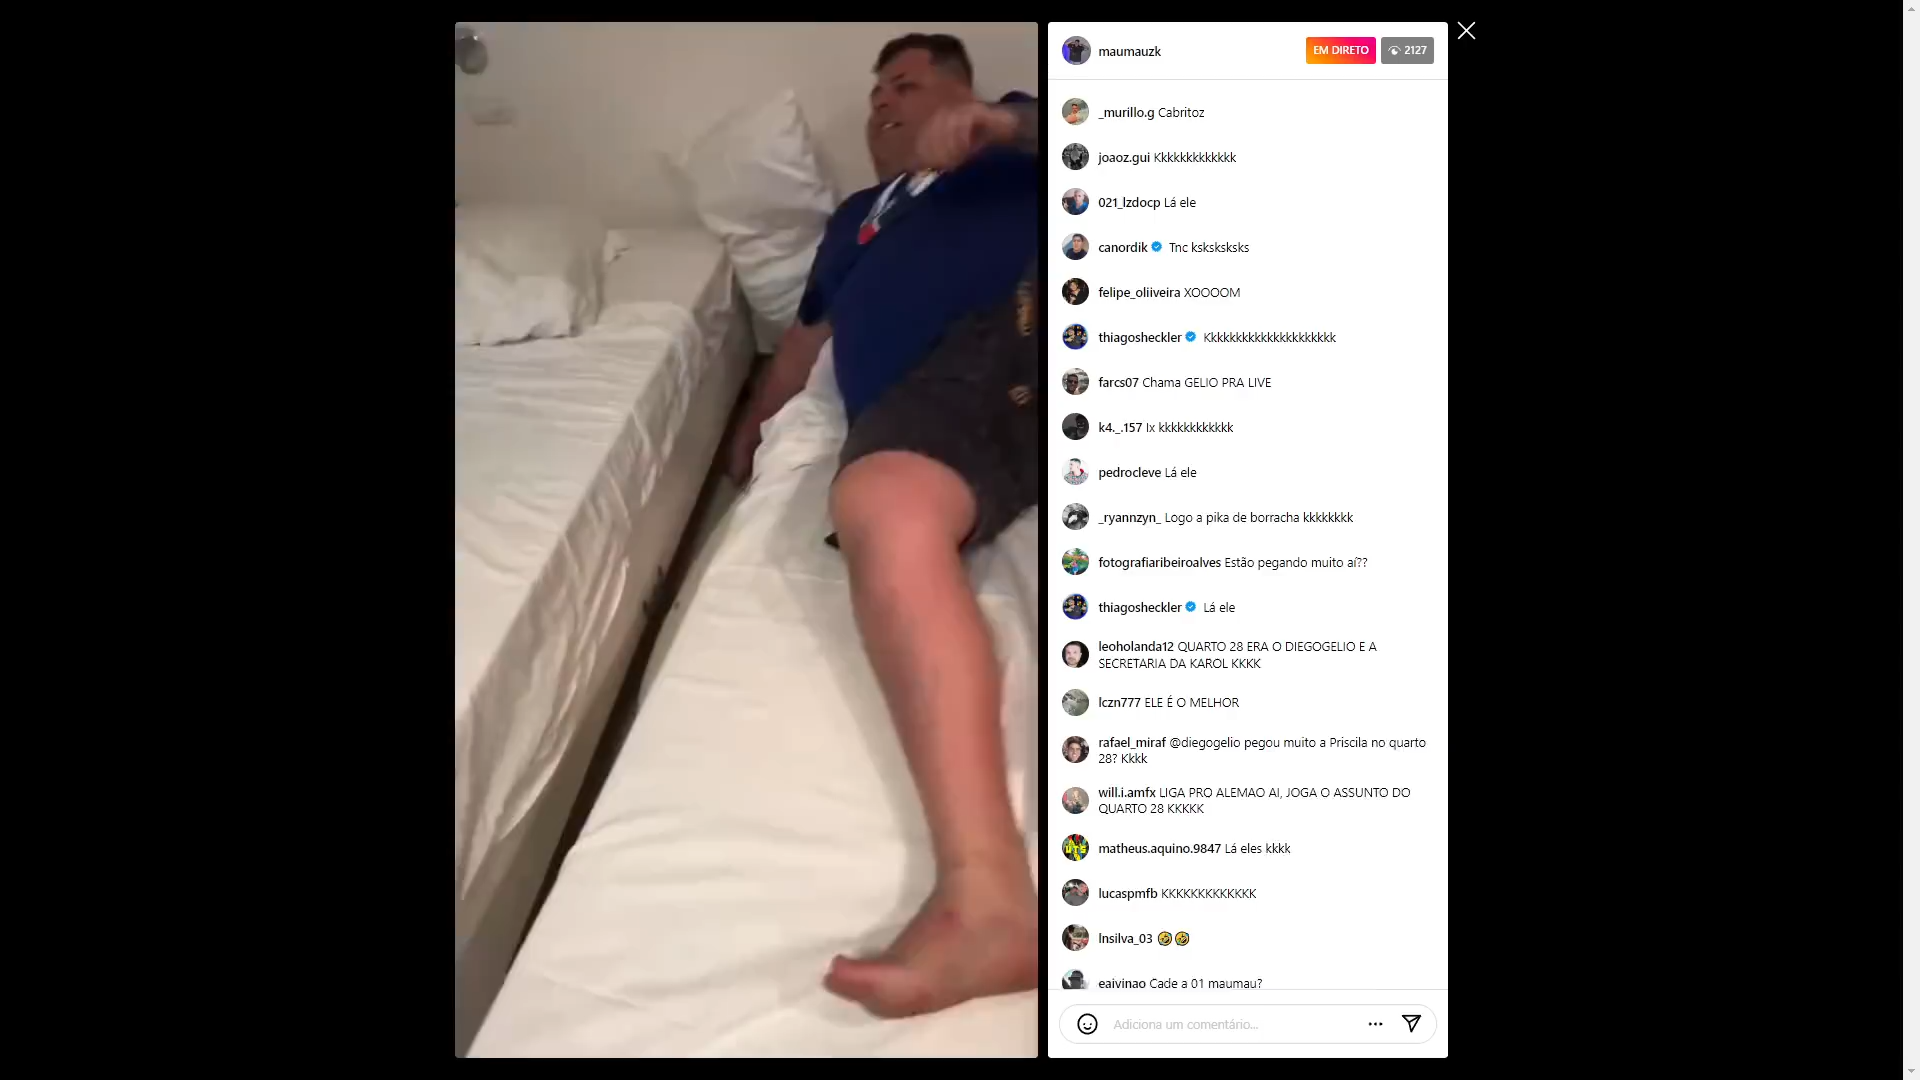 maumauzk
EM DIRETO
2127
_murillo.g Cabritoz
joaoz.gui Kkkkkkkkkkkkk
021_lzdocp Lá ele
canordik Tnc ksksksksks
felipe_oliiveira XOOOOM
thiagosheckler Kkkkkkkkkkkkkkkkkkkkk
farcs07 Chama GELIO PRA LIVE
k4._.157 Ix kkkkkkkkkkkk
pedrocleve Lá ele
_ryannzyn_ Logo a pika de borracha kkkkkkkk
fotografiaribeiroalves Estão pegando muito aí??
thiagosheckler Lá ele
leoholanda12 QUARTO 28 ERA O DIEGOGELIO E A
SECRETARIA DA KAROL KKKK
lczn777 ELE É O MELHOR
rafael_miraf @diegogelio pegou muito a Priscila no quarto
28? Kkkk
will.i.amfx LIGA PRO ALEMAO AI, JOGA O ASSUNTO DO
QUARTO 28 KKKKK
matheus.aquino.9847 Lá eles kkkk
lucaspmfb KKKKKKKKKKKKK
lnsilva_03 🤣🤣
eaivinao Cade a 01 maumau?
Adiciona um comentário...